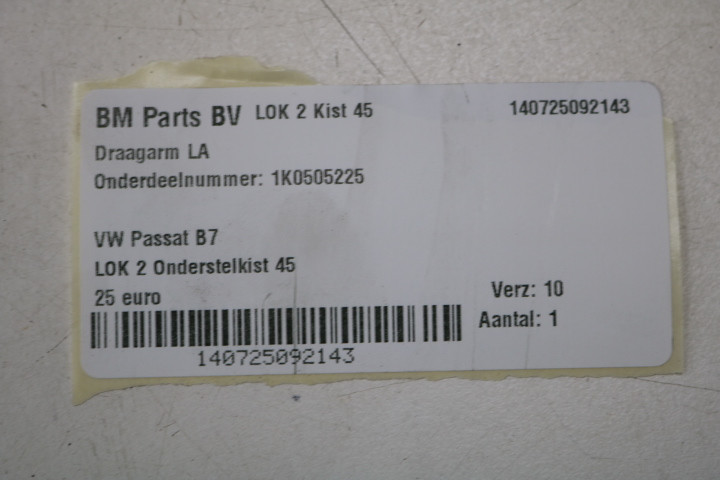 BM Parts BV LOK 2 Kist 45 140725092143
Draagarm LA
Onderdeelnummer: 1K0505225
VW Passat B7
LOK 2 Onderstelkist 45
25 euro Verz: 10
Aantal: 1
140725092143